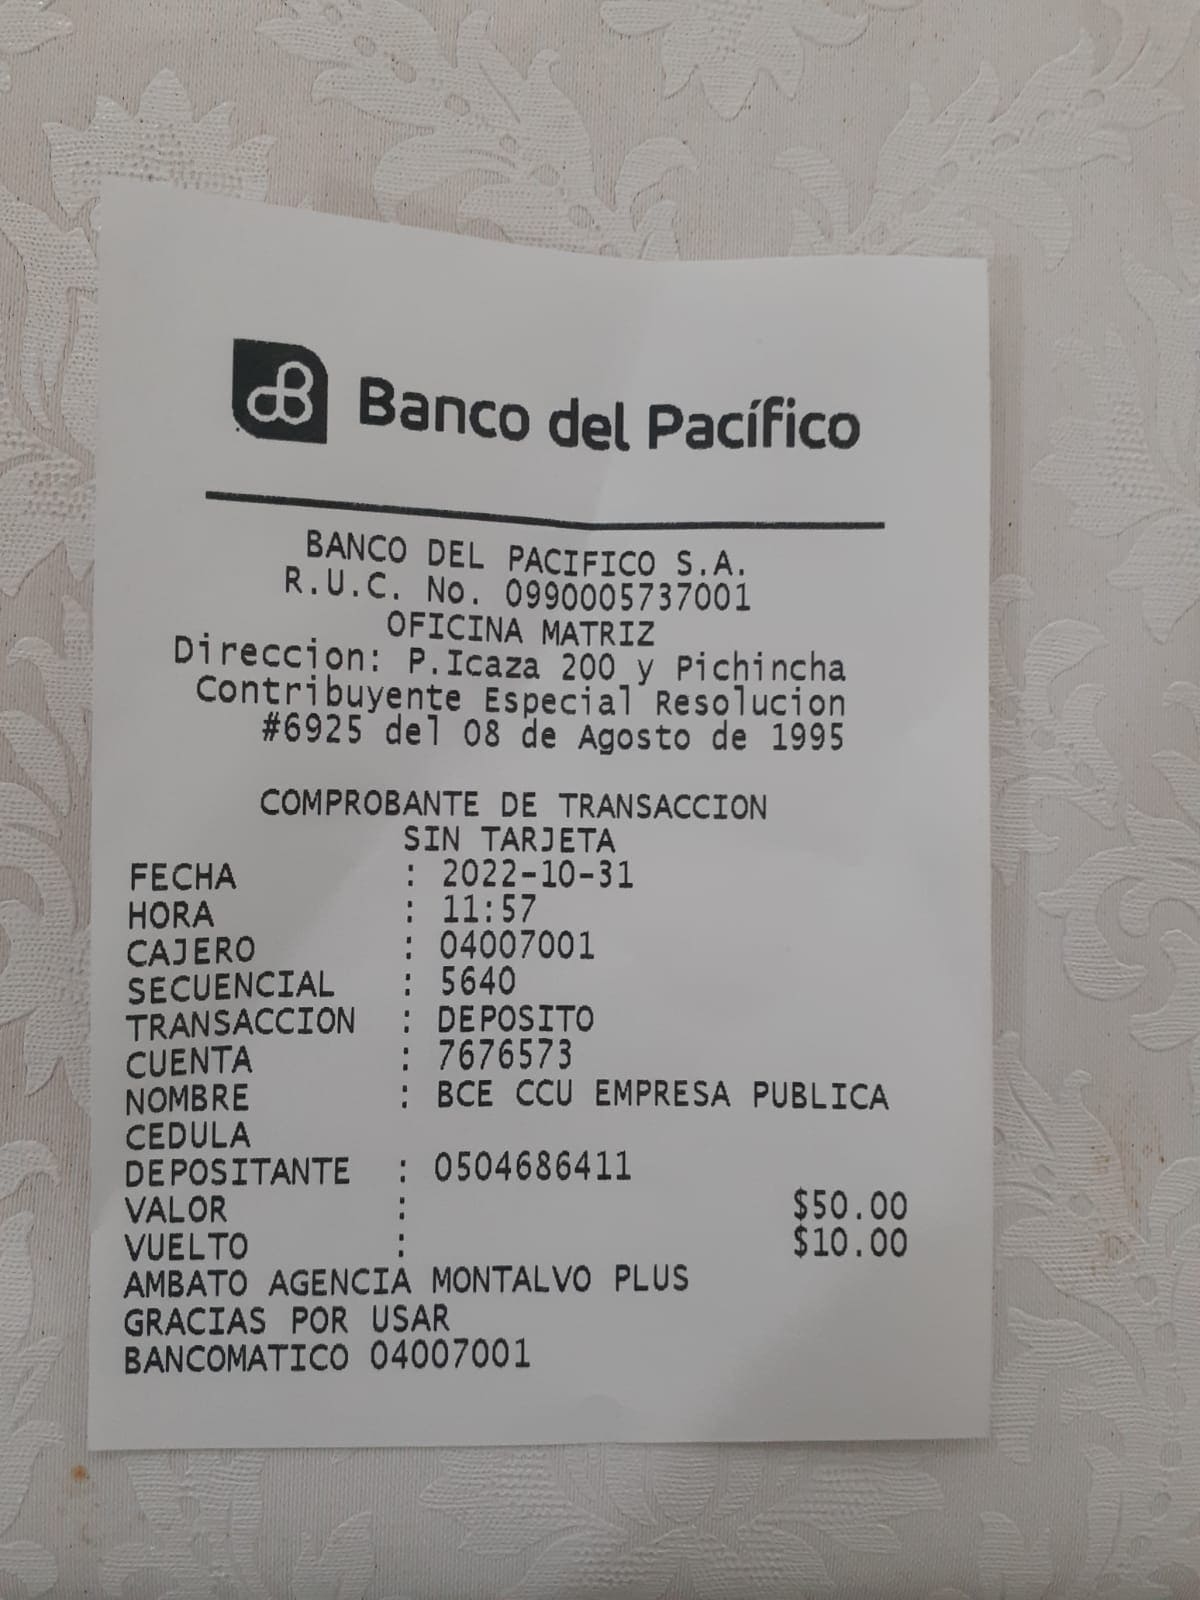 Banco del Pacífico
BANCO DEL PACIFICO S.A.
R.U.C. No. 0990005737001
OFICINA MATRIZ
Direccion: P.Icaza 200 y Pichincha
Contribuyente Especial Resolucion
#6925 del 08 de Agosto de 1995
COMPROBANTE DE TRANSACCION
SIN TARJETA
FECHA : 2022-10-31
HORA : 11:57
CAJERO : 04007001
SECUENCIAL : 5640
TRANSACCION : DEPOSITO
CUENTA : 7676573
NOMBRE : BCE CCU EMPRESA PUBLICA
CEDULA
DEPOSITANTE : 0504686411
VALOR : $50.00
VUELTO : $10.00
AMBATO AGENCIA MONTALVO PLUS
GRACIAS POR USAR
BANCOMATICO 04007001